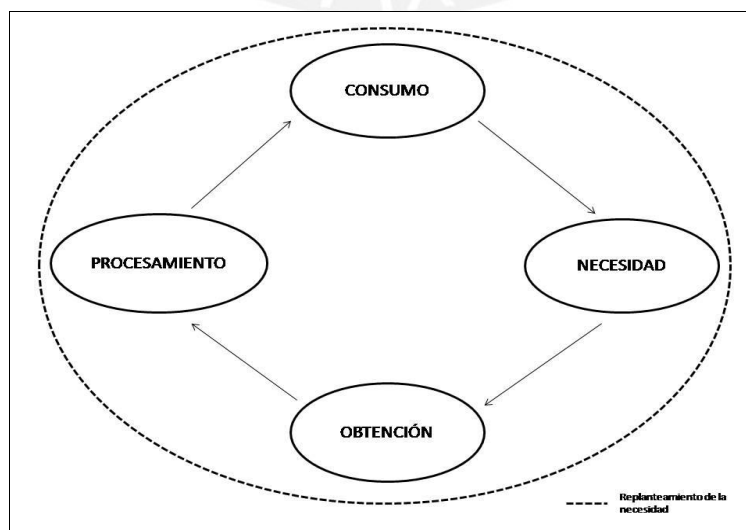 CONSUMO
PROCESAMIENTO
NECESIDAD
OBTENCIÓN
Replanteamiento de la
necesidad